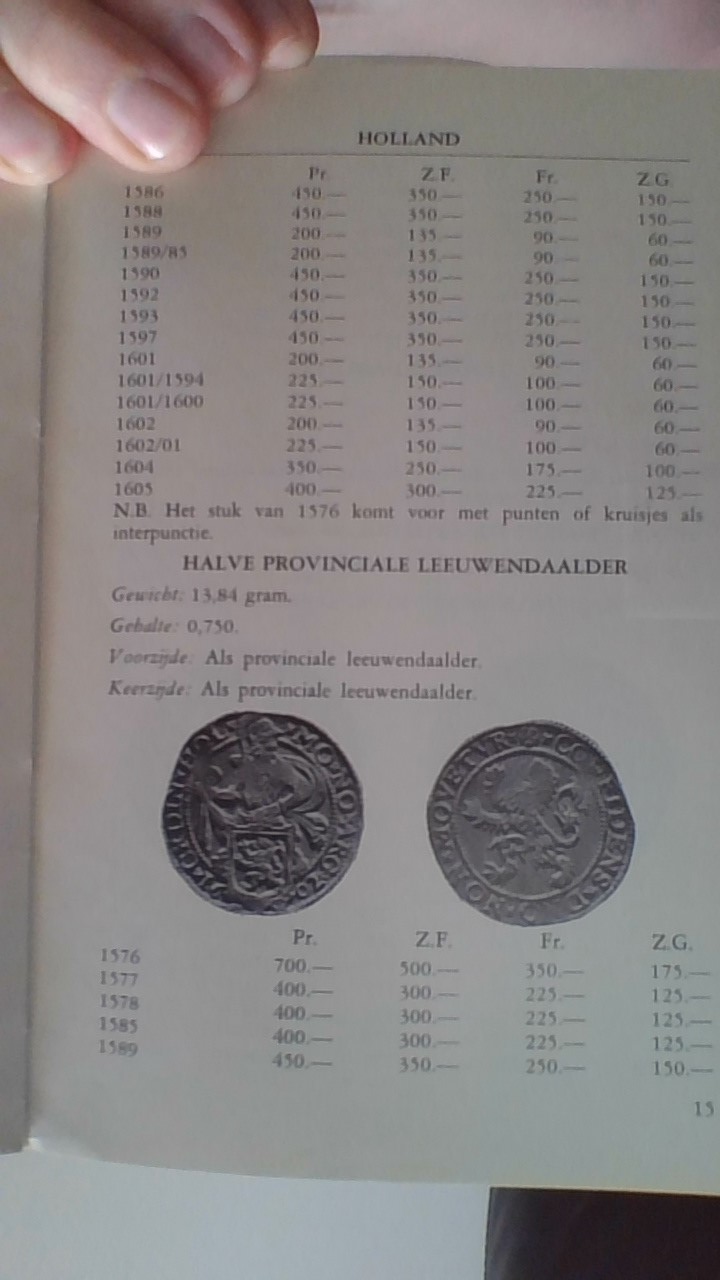 HOLLAND
Pr. Z.F. Fr. Z.G.
1586 450.— 350.— 250.— 150.—
1588 450.— 350.— 250.— 150.—
1589 200.— 135.— 90.— 60.—
1589/85 200.— 135.— 90.— 60.—
1590 450.— 350.— 250.— 150.—
1592 450.— 350.— 250.— 150.—
1593 450.— 350.— 250.— 150.—
1597 450.— 350.— 250.— 150.—
1601 200.— 135.— 90.— 60.—
1601/1594 225.— 150.— 100.— 60.—
1601/1600 225.— 150.— 100.— 60.—
1602 200.— 135.— 90.— 60.—
1602/01 225.— 150.— 100.— 60.—
1604 350.— 250.— 175.— 100.—
1605 400.— 300.— 225.— 125.—
N.B. Het stuk van 1576 komt voor met punten of kruisjes als
interpunctie.
HALVE PROVINCIALE LEEUWENDAALDER
Gewicht: 13,84 gram.
Gehalte: 0,750.
Voorzijde: Als provinciale leeuwendaalder.
Keerzijde: Als provinciale leeuwendaalder.
Pr. Z.F. Fr. Z.G.
1576 700.— 500.— 350.— 175.—
1577 400.— 300.— 225.— 125.—
1578 400.— 300.— 225.— 125.—
1585 400.— 300.— 225.— 125.—
1589 450.— 350.— 250.— 150.—
15